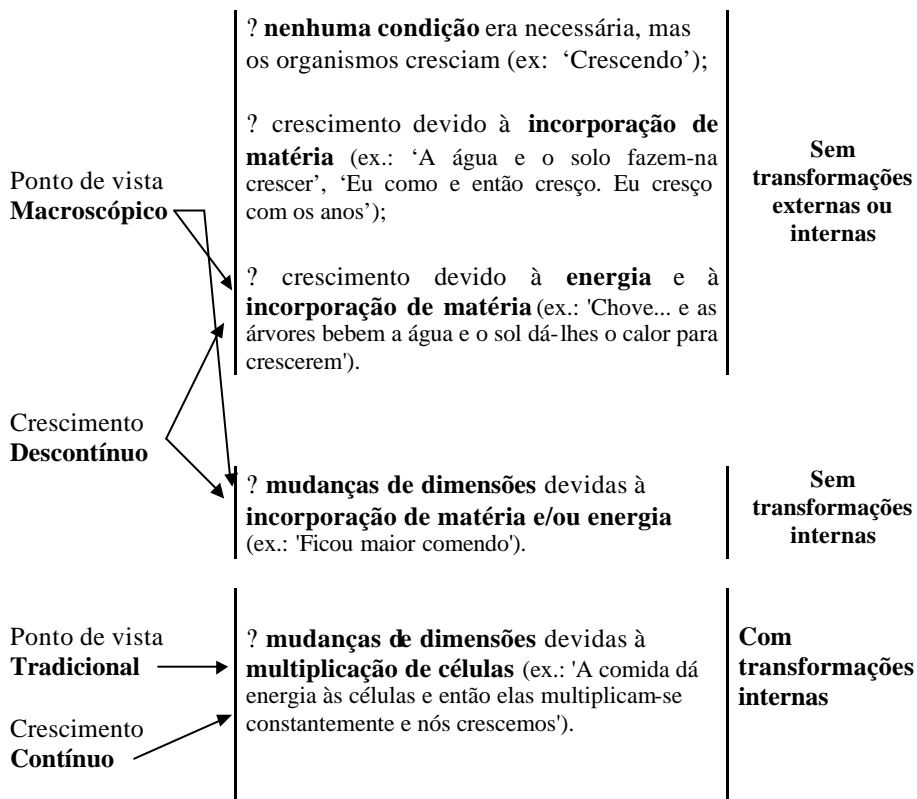 ? nenhuma condição era necessária, mas
os organismos cresciam (ex: ‘Crescendo’);
? crescimento devido à incorporação de
matéria (ex.: ‘A água e o solo fazem-na
crescer’, ‘Eu como e então cresço. Eu cresço
com os anos’);
? crescimento devido à energia e à
incorporação de matéria (ex.: 'Chove... e as
árvores bebem a água e o sol dá-lhes o calor para
crescerem').
Sem
transformações
externas ou
internas
Ponto de vista
Macroscópico
Crescimento
Descontínuo
? mudanças de dimensões devidas à
incorporação de matéria e/ou energia
(ex.: 'Ficou maior comendo').
Sem
transformações
internas
Ponto de vista
Tradicional
Crescimento
Contínuo
? mudanças de dimensões devidas à
multiplicação de células (ex.: 'A comida dá
energia às células e então elas multiplicam-se
constantemente e nós crescemos').
Com
transformações
internas